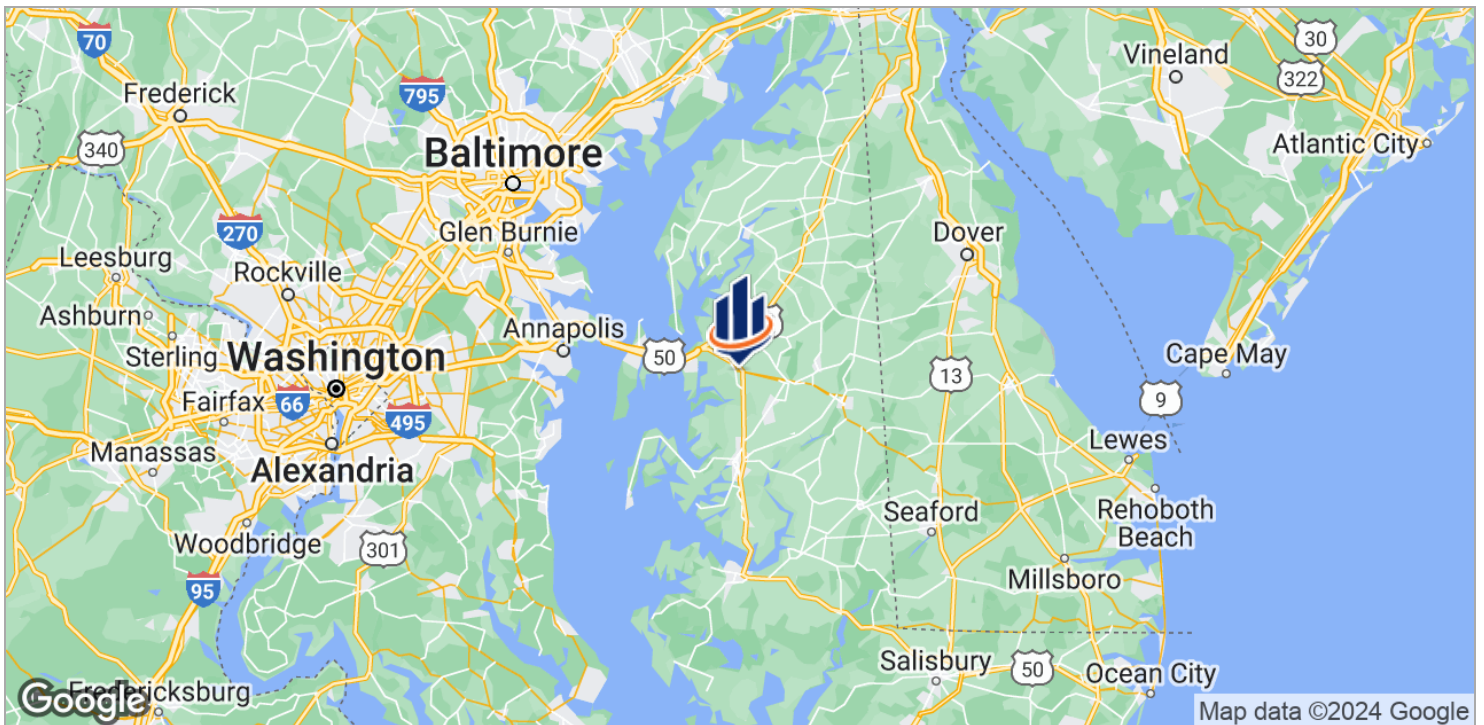 70
795
30
Vineland
322
Frederick
340
Baltimore
Atlantic City
270
Glen Burnie
Dover
Leesburg
Rockville
Ashburn
Annapolis
Sterling
Washington
50
13
Cape May
Fairfax
66
495
9
Manassas
Lewes
Alexandria
Seaford
Rehoboth
Beach
Woodbridge
301
95
Millsboro
Salisbury
50
Ocean City
Fredericksburg
Google
Map data ©2024 Google